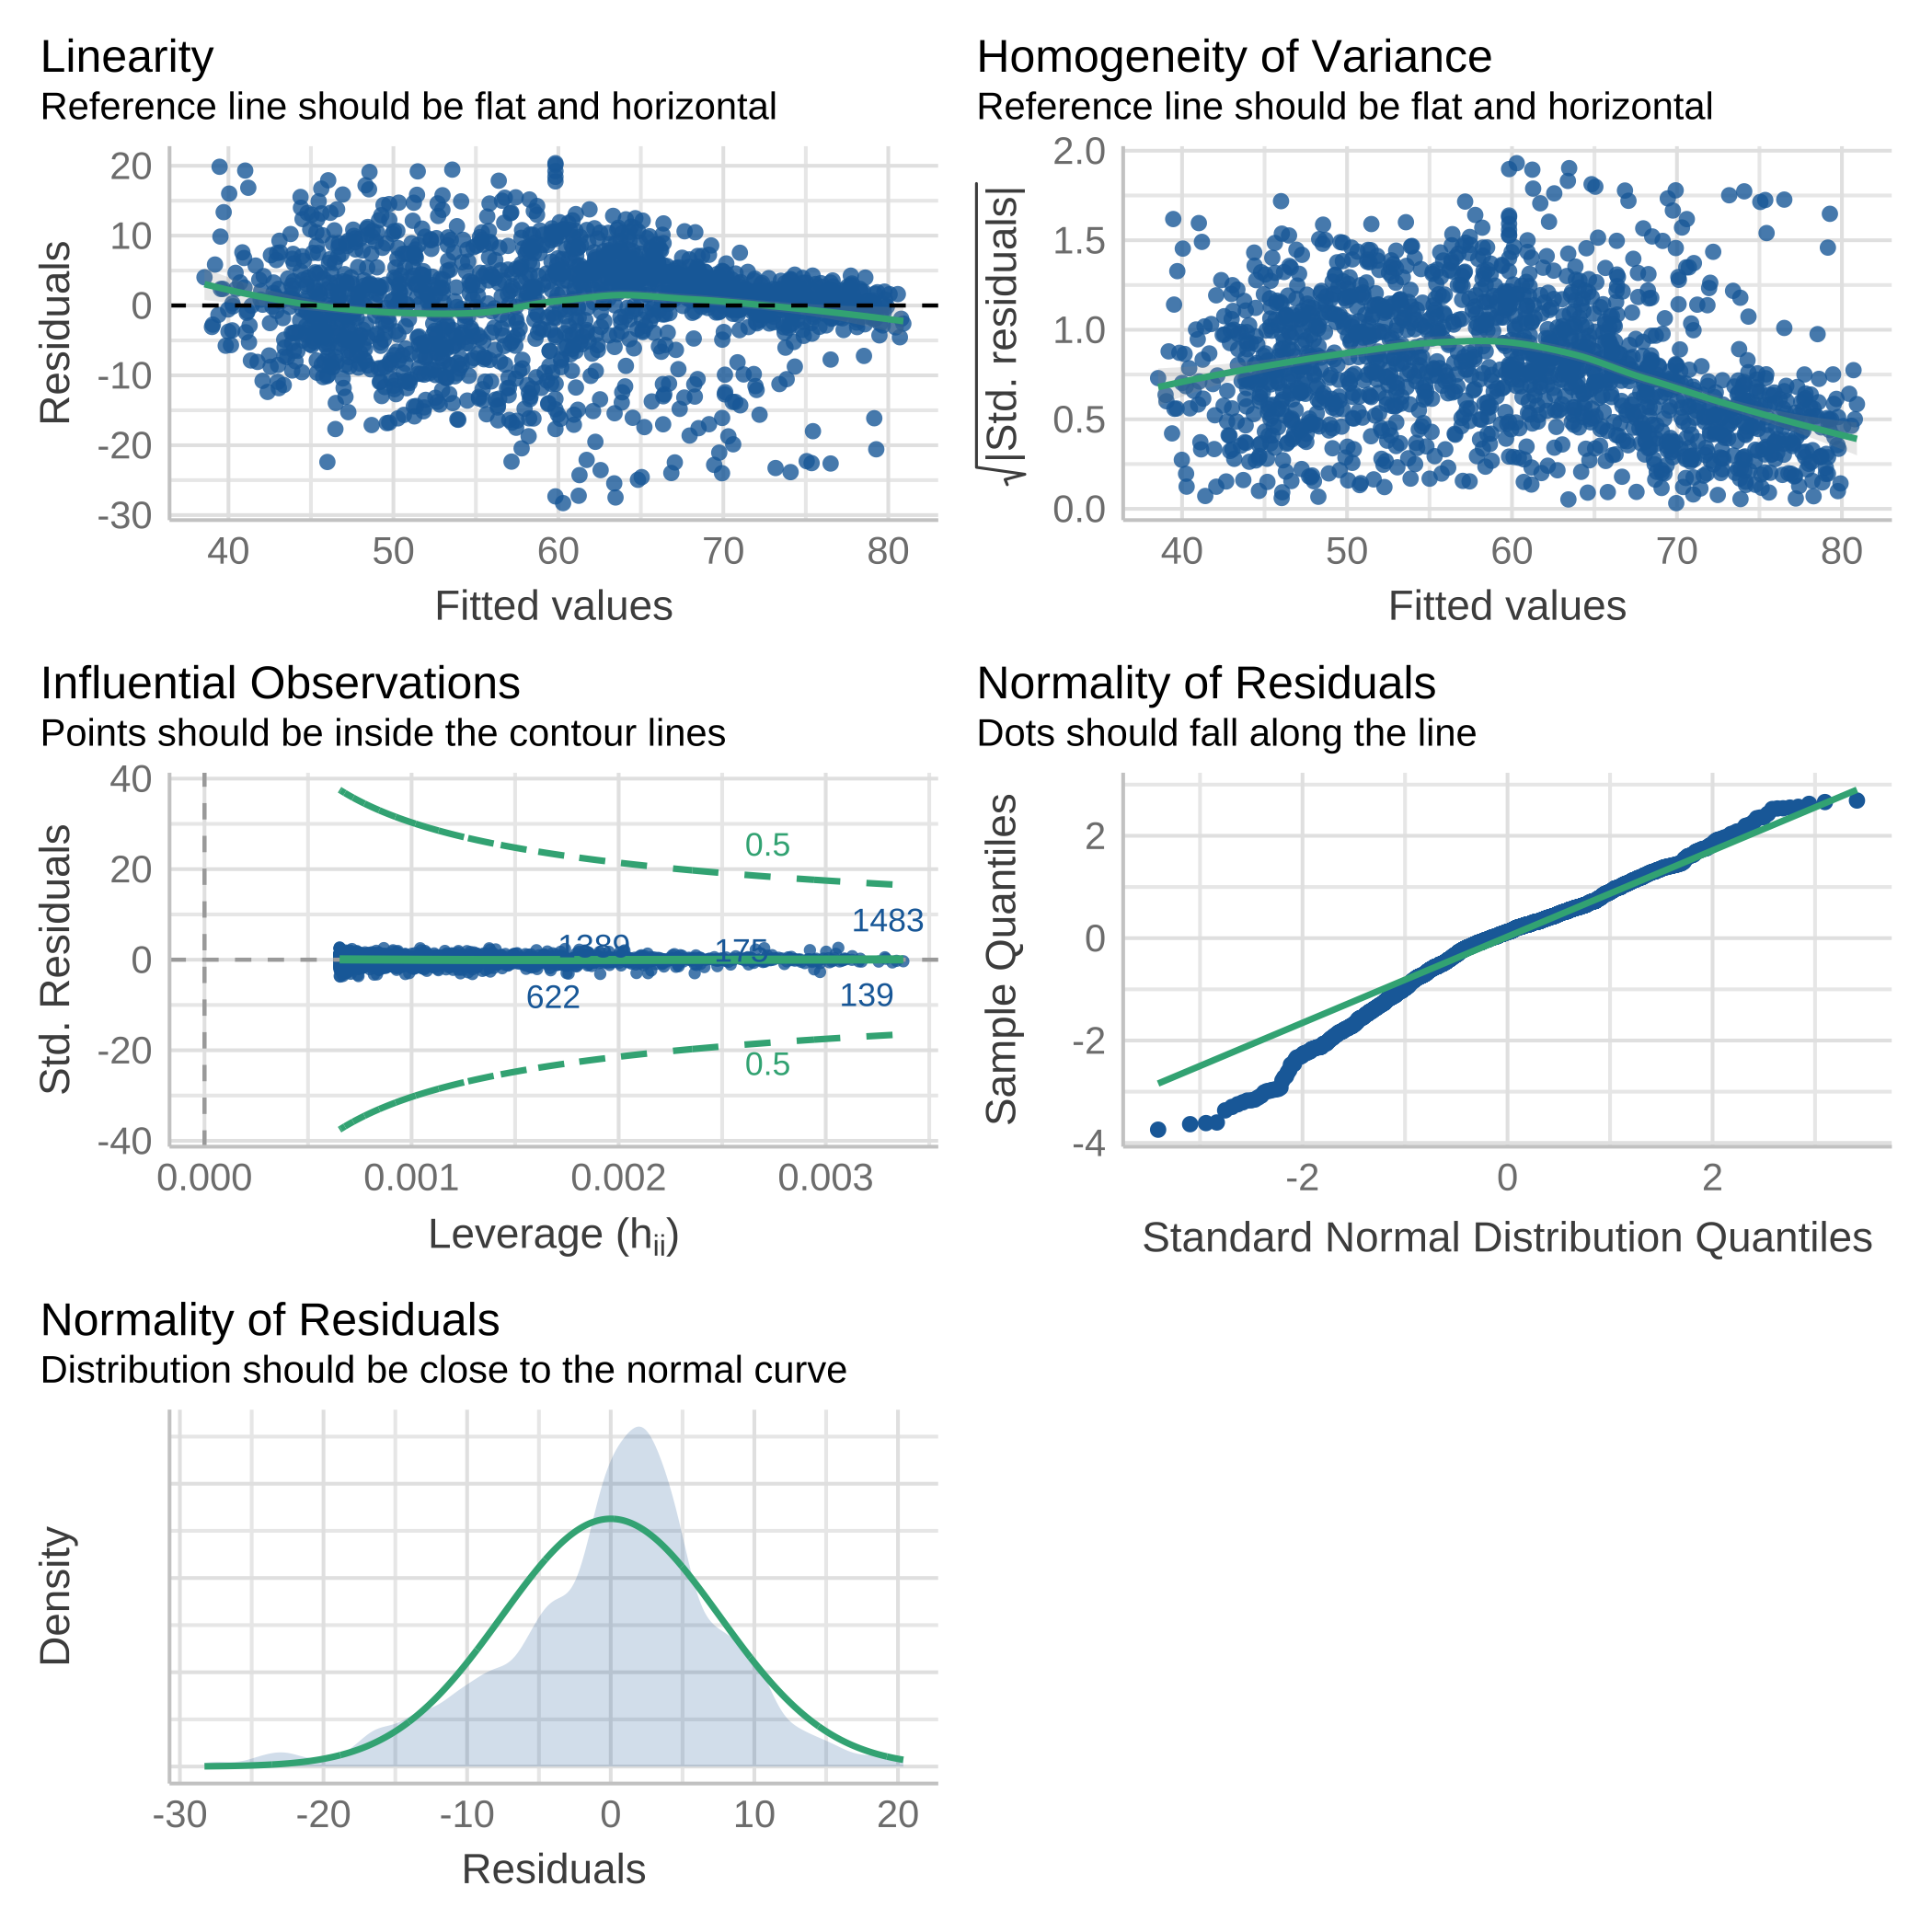 Linearity
Reference line should be flat and horizontal
20
10
0
-10
-20
-30
Residuals
40 50 60 70 80
Fitted values
Homogeneity of Variance
Reference line should be flat and horizontal
2.0
1.5
1.0
0.5
0.0
√|Std. residuals|
40 50 60 70 80
Fitted values
Influential Observations
Points should be inside the contour lines
40
20
0
-20
-40
Std. Residuals
0.5
1483
1389
175
622
139
0.5
0.000 0.001 0.002 0.003
Leverage (hii)
Normality of Residuals
Dots should fall along the line
2
0
-2
-4
Sample Quantiles
-2 0 2
Standard Normal Distribution Quantiles
Normality of Residuals
Distribution should be close to the normal curve
Density
-30 -20 -10 0 10 20
Residuals